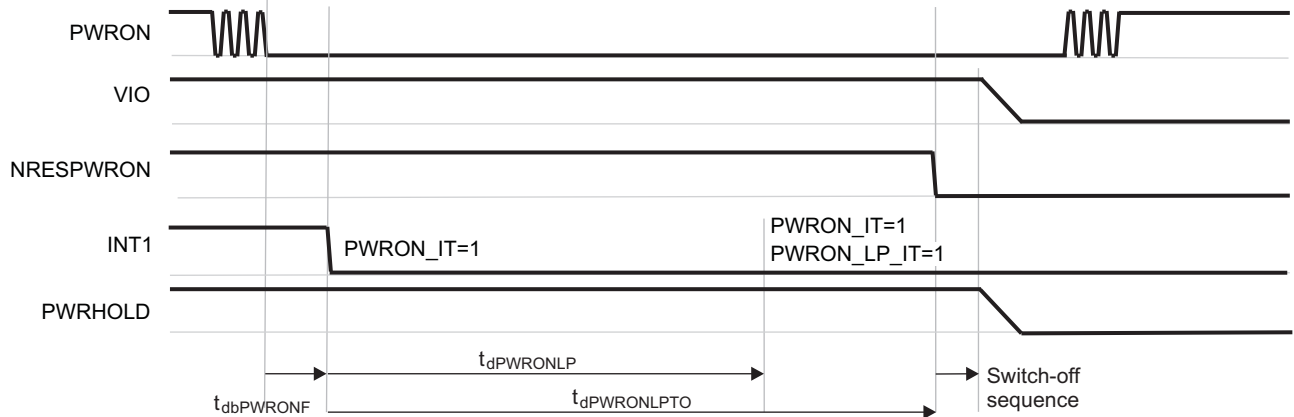 PWRON
VIO
NRESPWRON
INT1
PWRON_IT=1
PWRON_IT=1
PWRON_LP_IT=1
PWRHOLD
tdbPWRONF
tdPWRONLP
tdPWRONLPTO
Switch-off
sequence